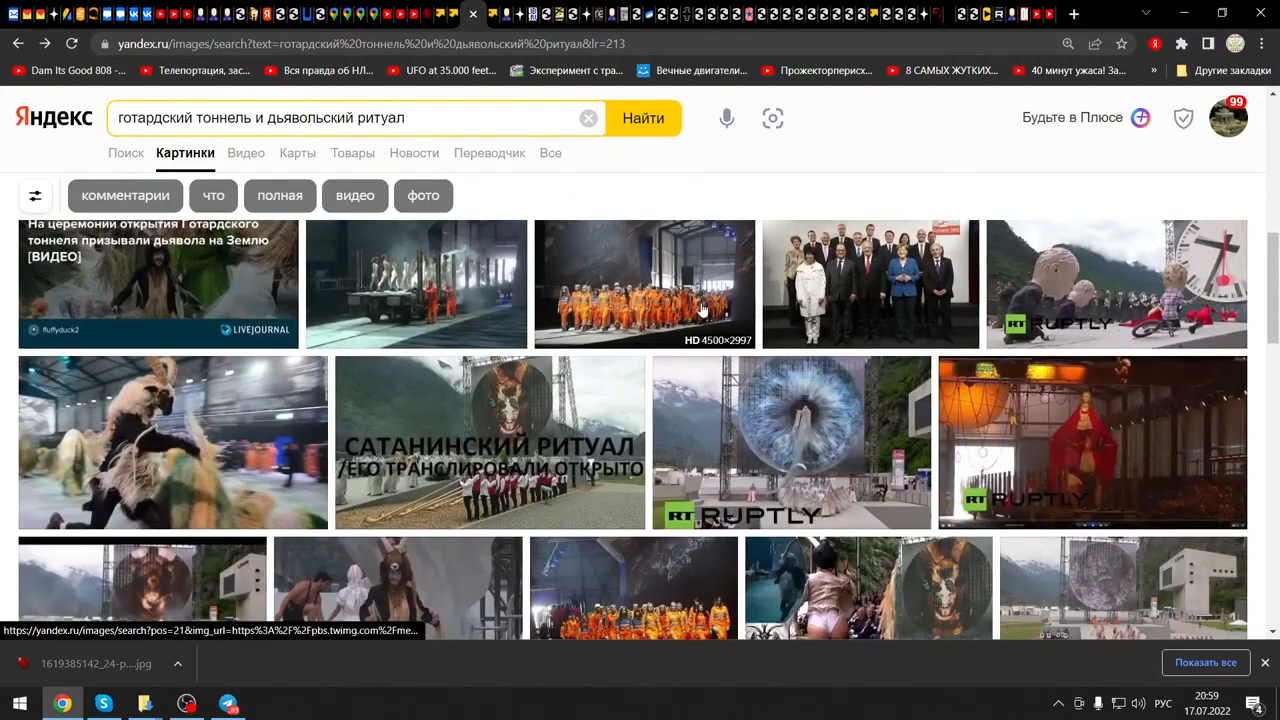 yandex.ru/images/search?text=готардский%20тоннель%20и%20дьявольский%20ритуал&lr=213
Dam Its Good 808 -...
Телепортация, зас...
Вся правда об НЛ...
UFO at 35.000 feet...
Эксперимент с тра...
Вечные двигатели...
Прожекторперисх...
8 САМЫХ ЖУТКИХ...
40 минут ужаса! За...
»
Другие закладки
Яндекс
готардский тоннель и дьявольский ритуал
Найти
Будьте в Плюсе
99
Поиск
Картинки
Видео
Карты
Товары
Новости
Переводчик
Все
комментарии
что
полная
видео
фото
На церемонии открытия Готардского
тоннеля призывали дьявола на Землю
[ВИДЕО]
fluffyduck2
LIVEJOURNAL
HD 4500×2997
RT RUPTLY
САТАНИНСКИЙ РИТУАЛ
/ЕГО ТРАНСЛИРОВАЛИ ОТКРЫТО
RT RUPTLY
RT RUPTLY
https://yandex.ru/images/search?pos=21&img_url=https%3A%2F%2Fpbs.twimg.com%2Fme...
1619385142_24-p....jpg
Показать все
РУС
20:59
17.07.2022
4